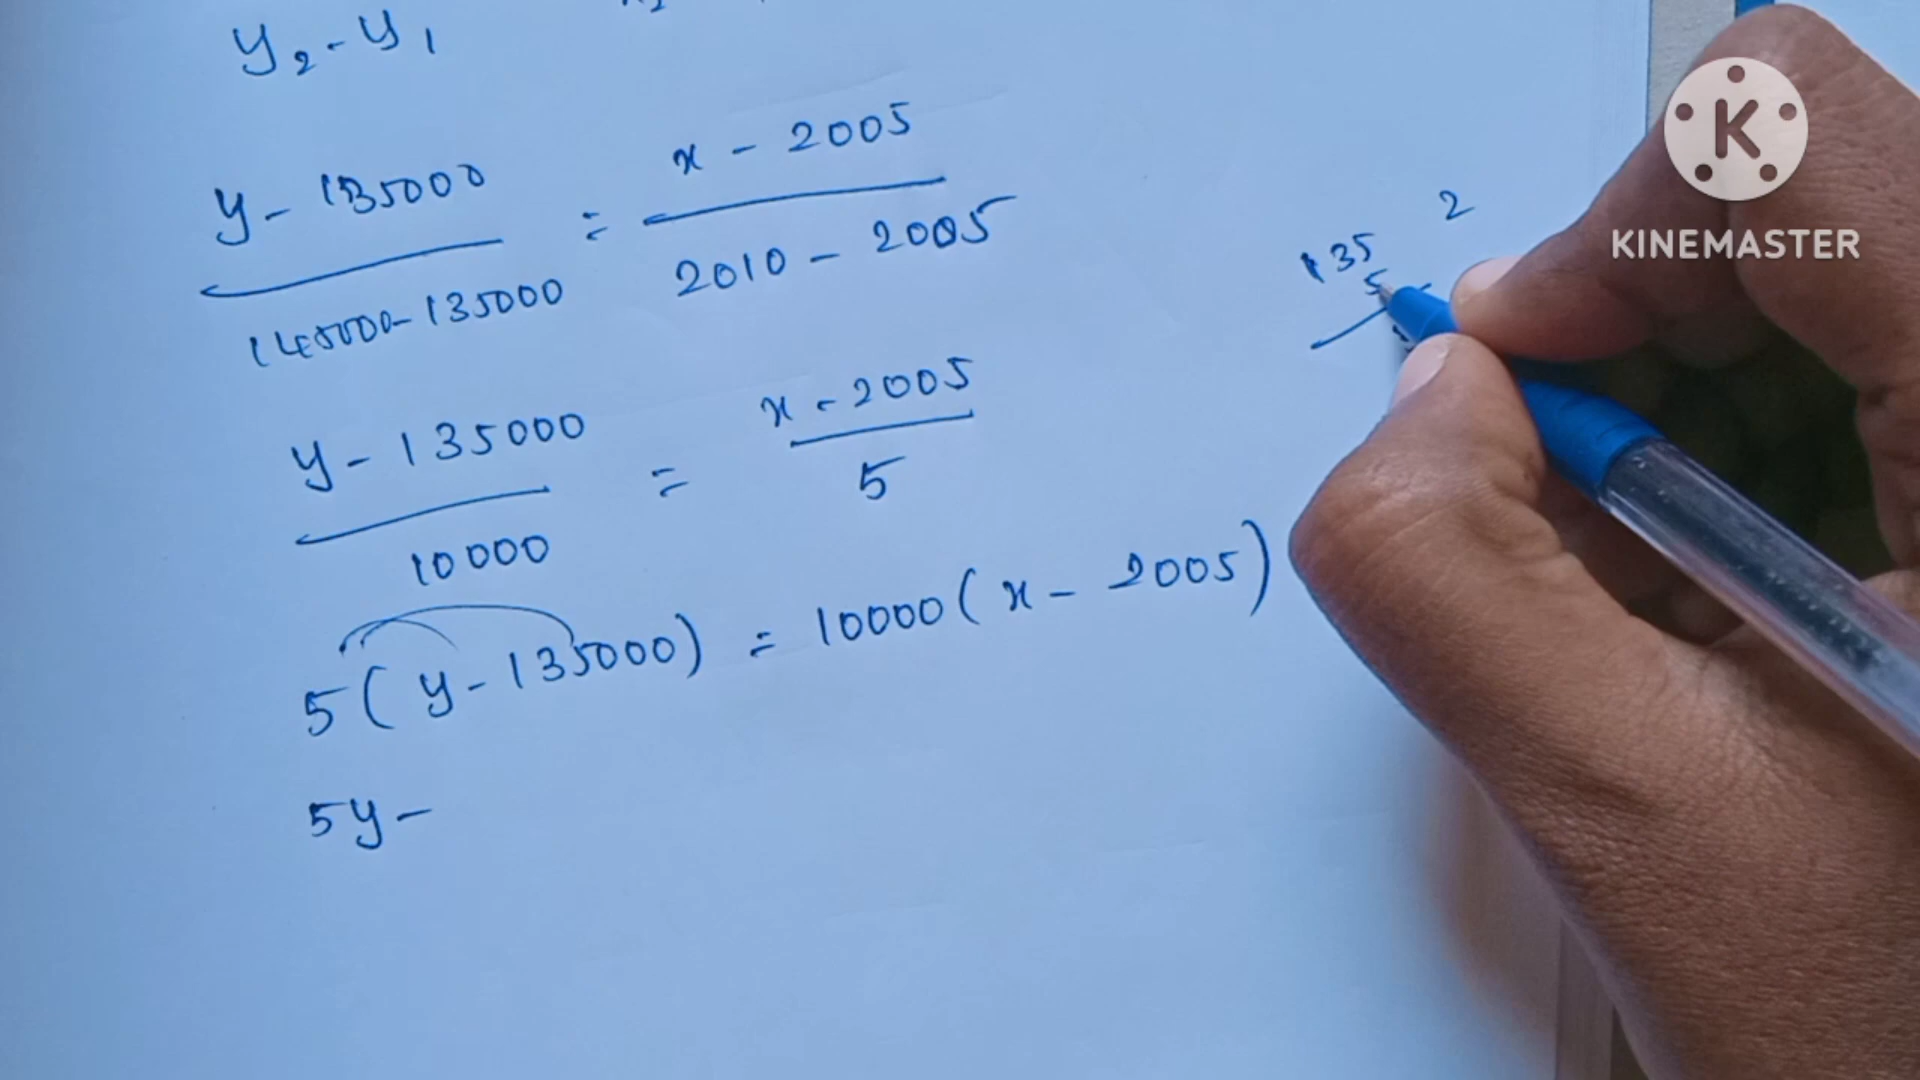 y₂-y₁
y - 135000 = x - 2005
145000-135000 2010 - 2005
y - 135000 = x - 2005
10000 5
5(y - 135000) = 10000(x - 2005)
5y -
2
135
5
K
KINEMASTER